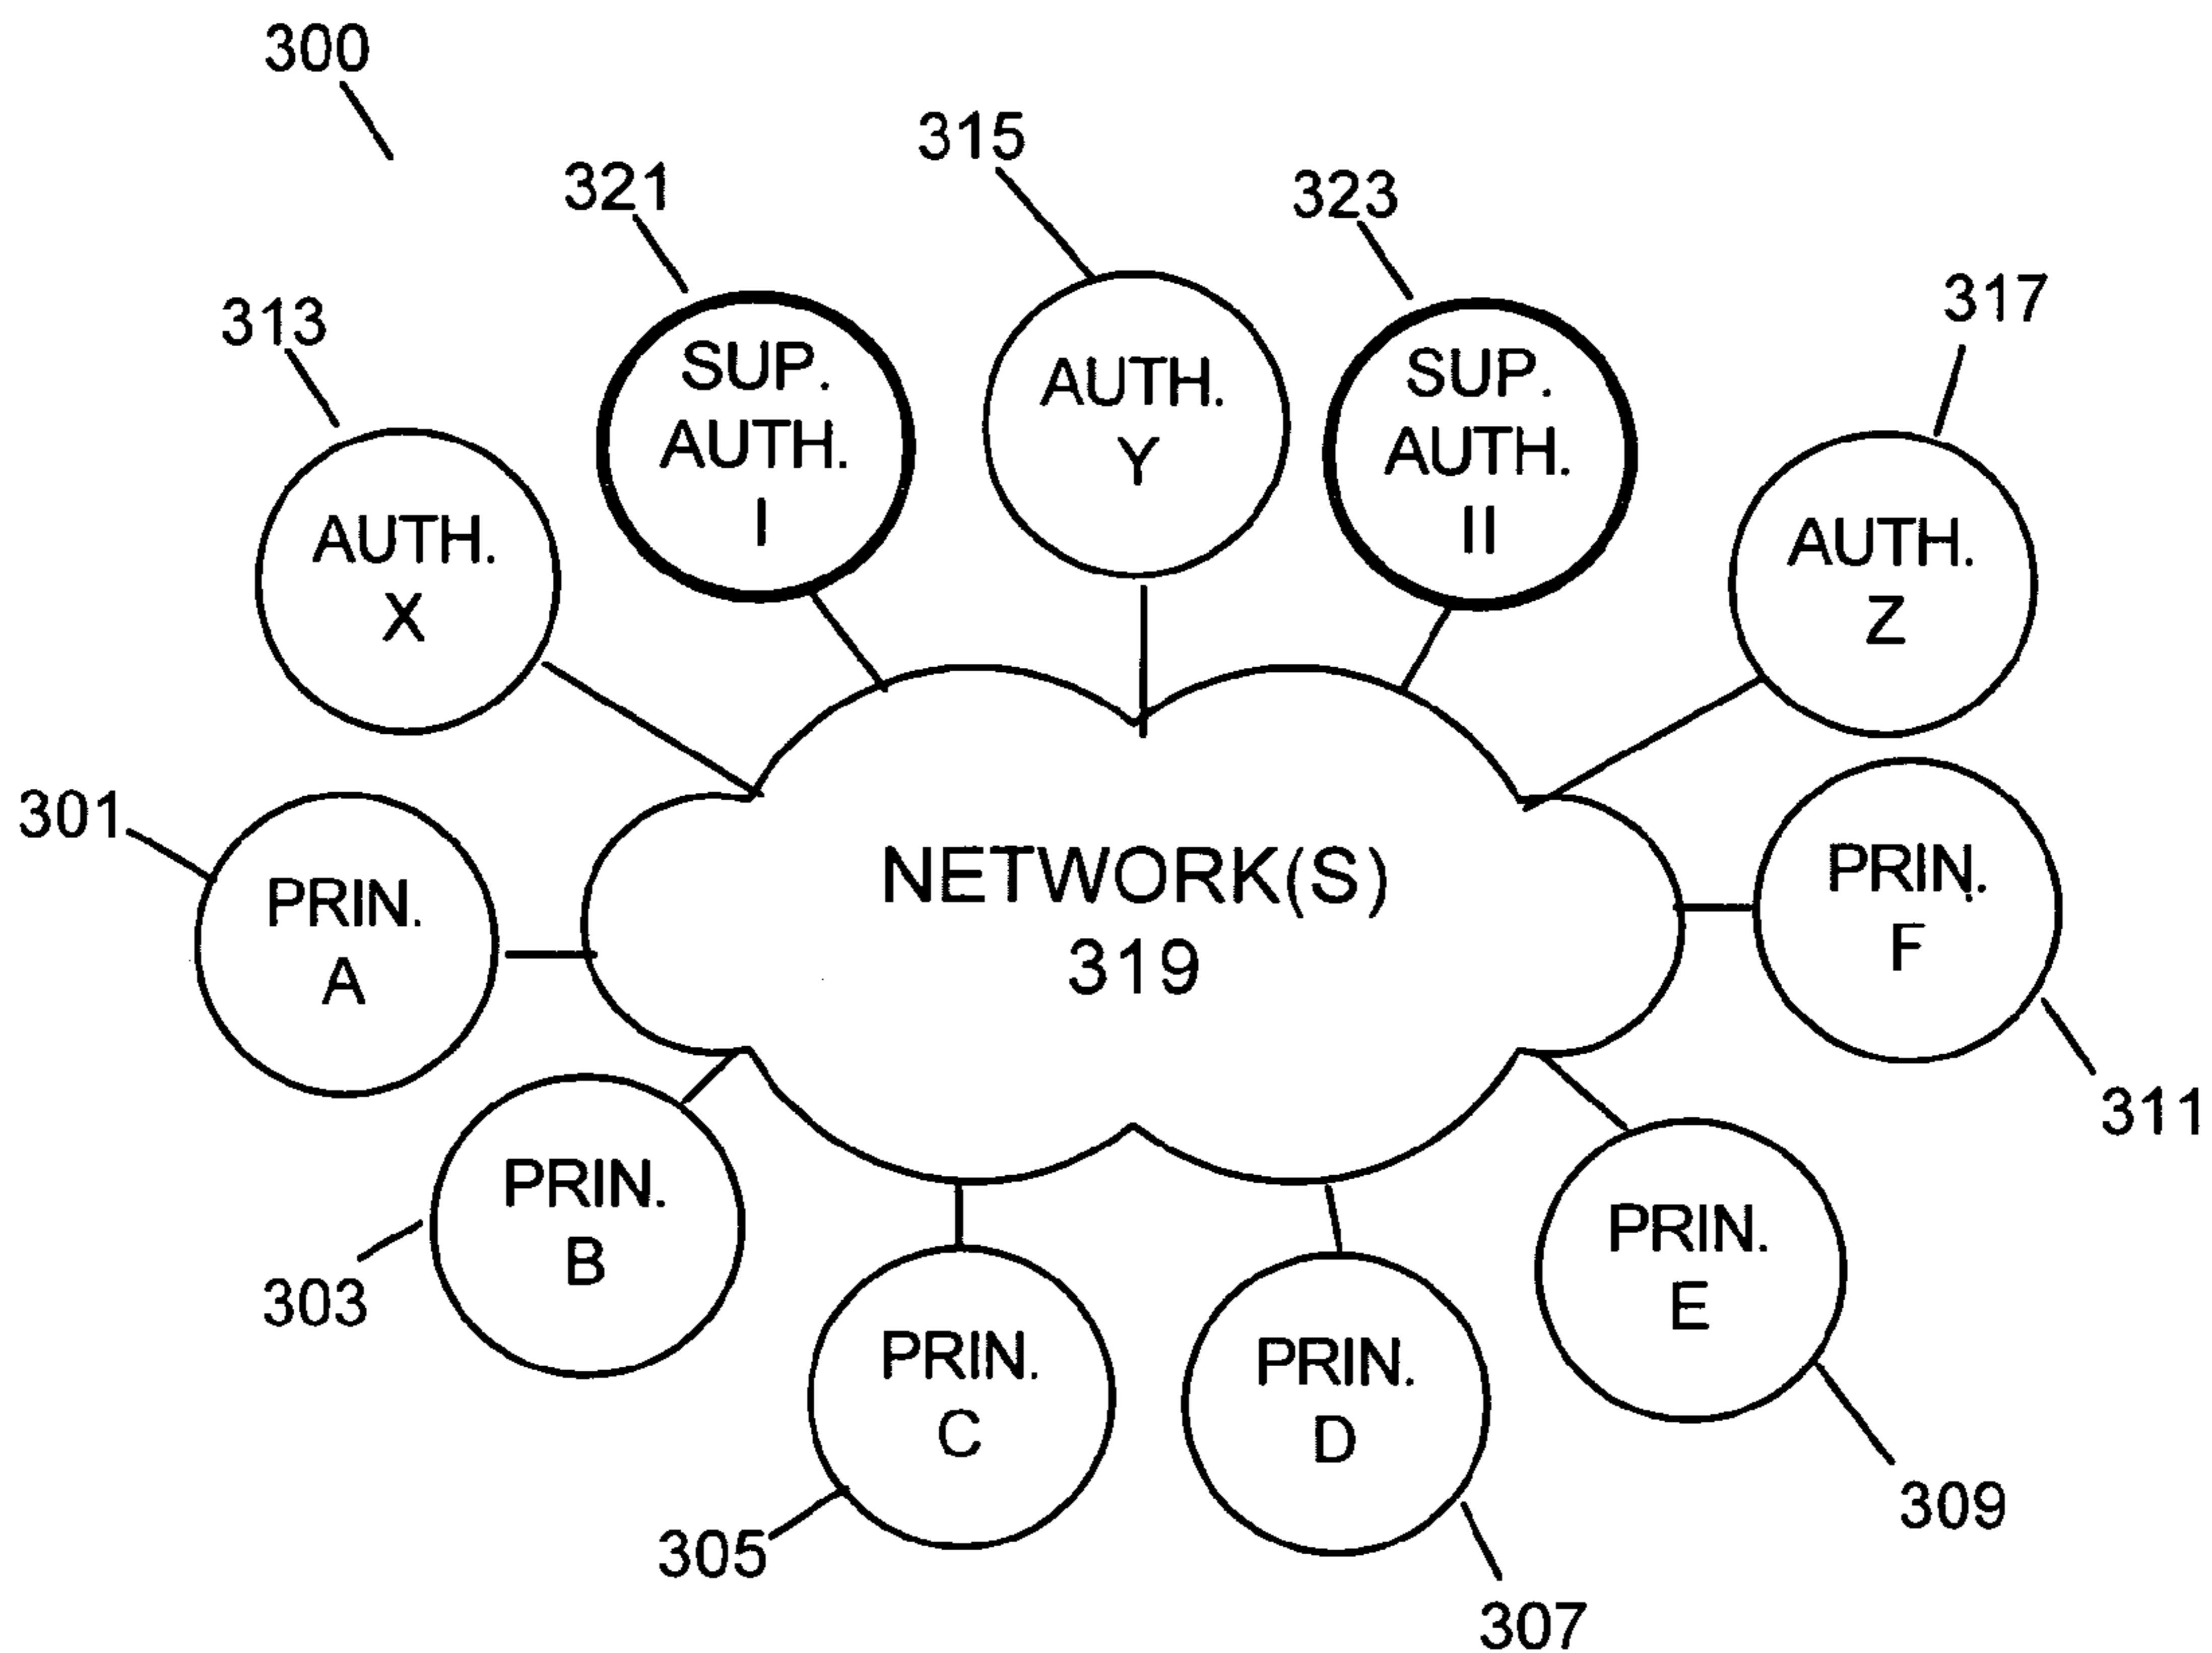 300
315
321
323
317
313
SUP.
AUTH.
I
AUTH.
Y
SUP.
AUTH.
II
AUTH.
X
AUTH.
Z
301
PRIN.
A
NETWORK(S)
319
PRIN.
F
311
PRIN.
B
303
PRIN.
E
PRIN.
C
PRIN.
D
305
309
307